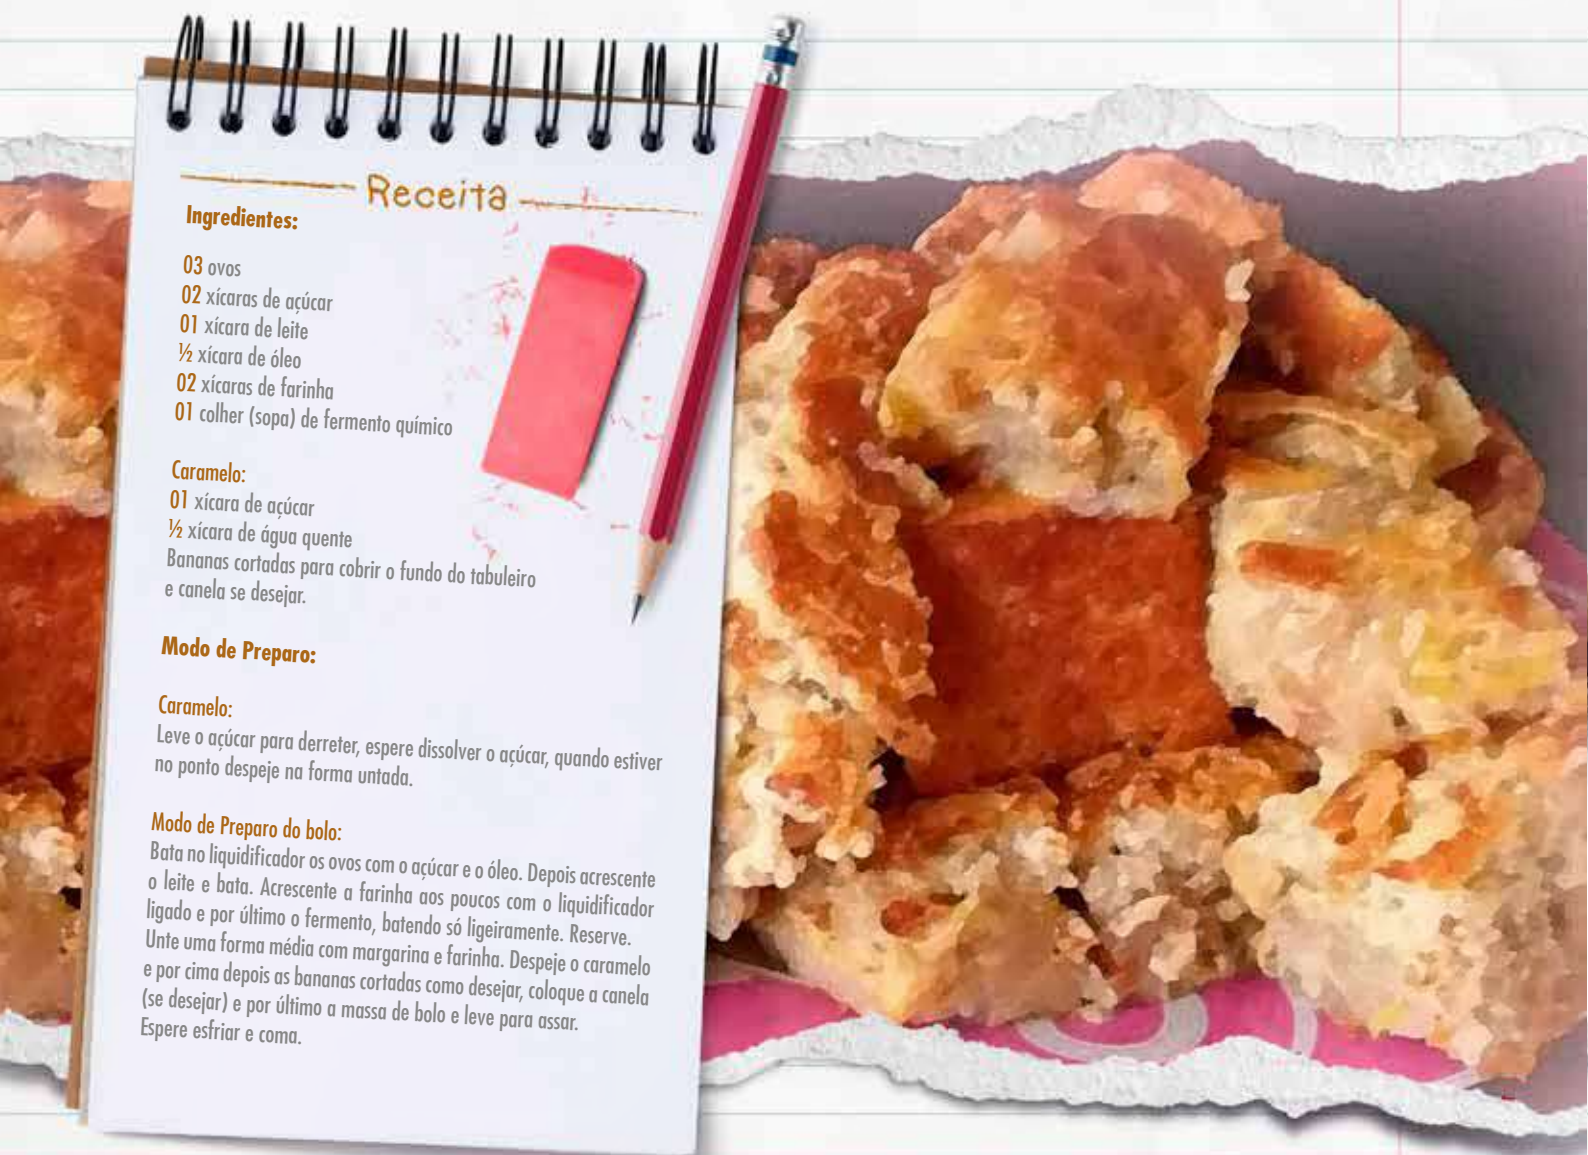 Receita
Ingredientes:
03 ovos
02 xícaras de açúcar
01 xícara de leite
½ xícara de óleo
02 xícaras de farinha
01 colher (sopa) de fermento químico
Caramelo:
01 xícara de açúcar
½ xícara de água quente
Bananas cortadas para cobrir o fundo do tabuleiro
e canela se desejar.
Modo de Preparo:
Caramelo:
Leve o açúcar para derreter, espere dissolver o açúcar, quando estiver
no ponto despeje na forma untada.
Modo de Preparo do bolo:
Bata no liquidificador os ovos com o açúcar e o óleo. Depois acrescente
o leite e bata. Acrescente a farinha aos poucos com o liquidificador
ligado e por último o fermento, batendo só ligeiramente. Reserve.
Unte uma forma média com margarina e farinha. Despeje o caramelo
e por cima depois as bananas cortadas como desejar, coloque a canela
(se desejar) e por último a massa de bolo e leve para assar.
Espere esfriar e coma.